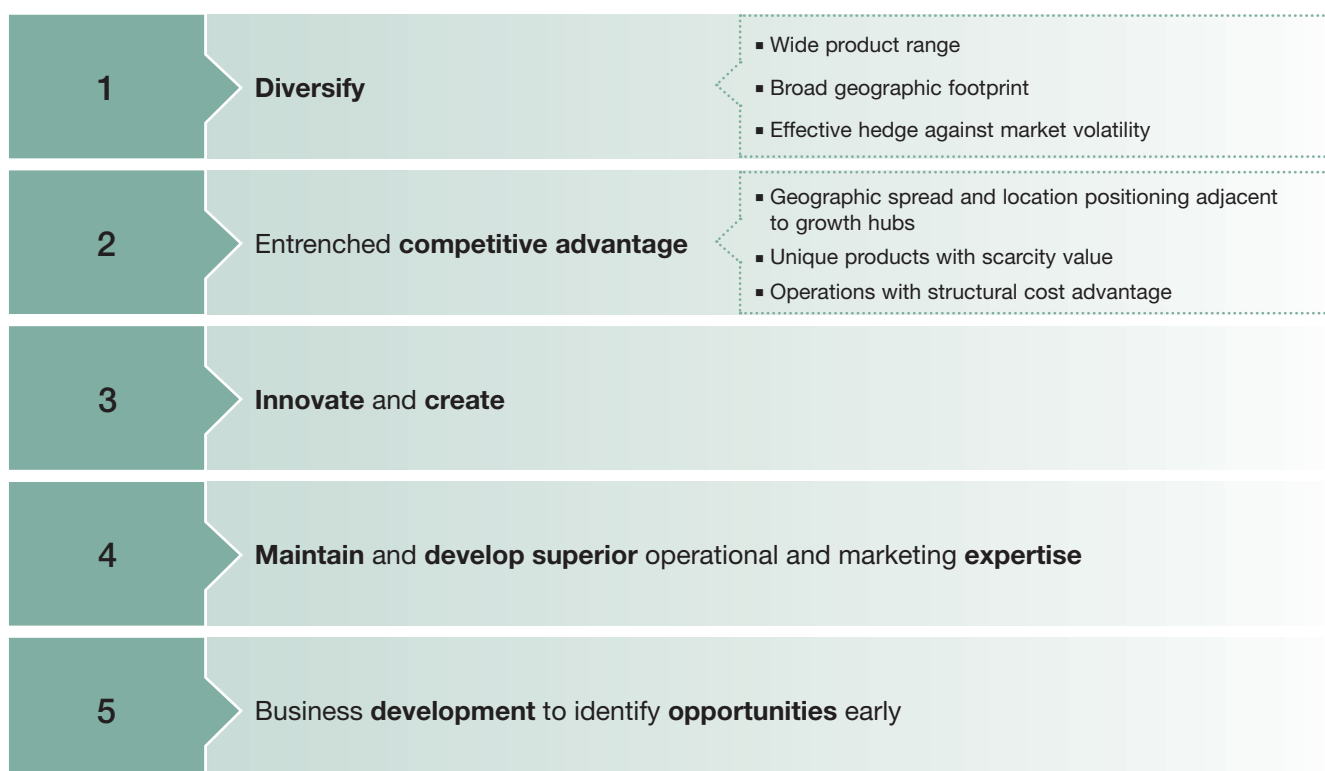 1
Diversify
▪ Wide product range
▪ Broad geographic footprint
▪ Effective hedge against market volatility
2
Entrenched competitive advantage
▪ Geographic spread and location positioning adjacent
to growth hubs
▪ Unique products with scarcity value
▪ Operations with structural cost advantage
3
Innovate and create
4
Maintain and develop superior operational and marketing expertise
5
Business development to identify opportunities early